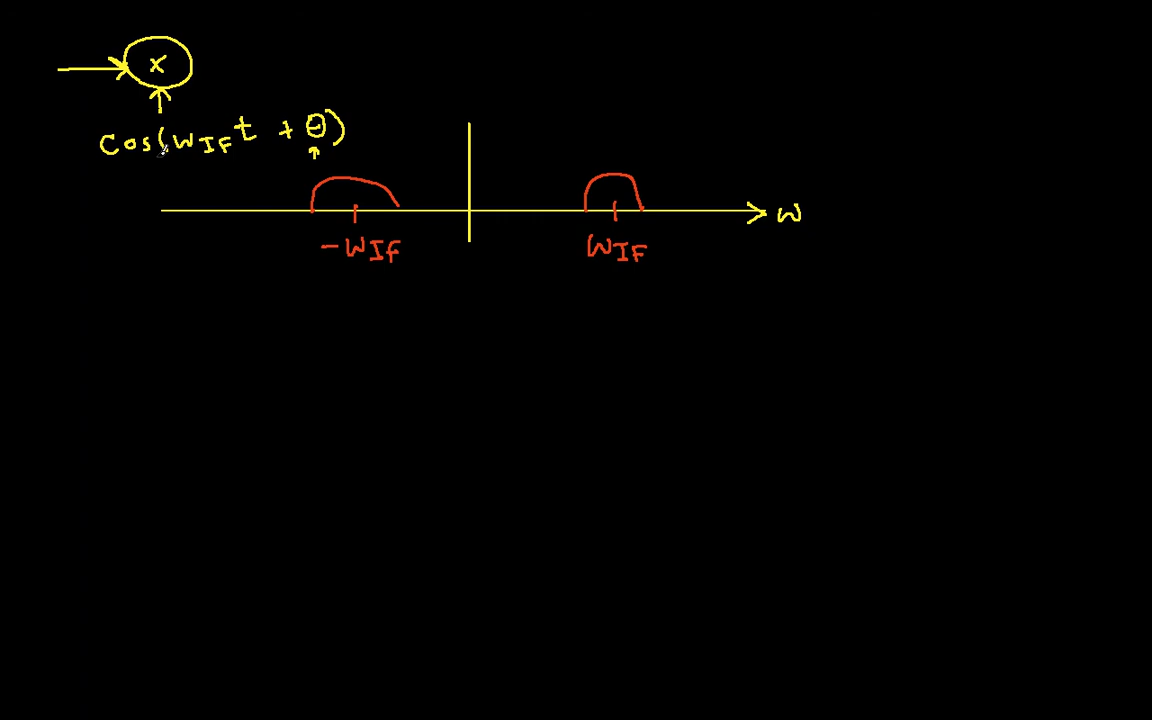 x
Cos(WIFt + θ)
W
-WIF WIF